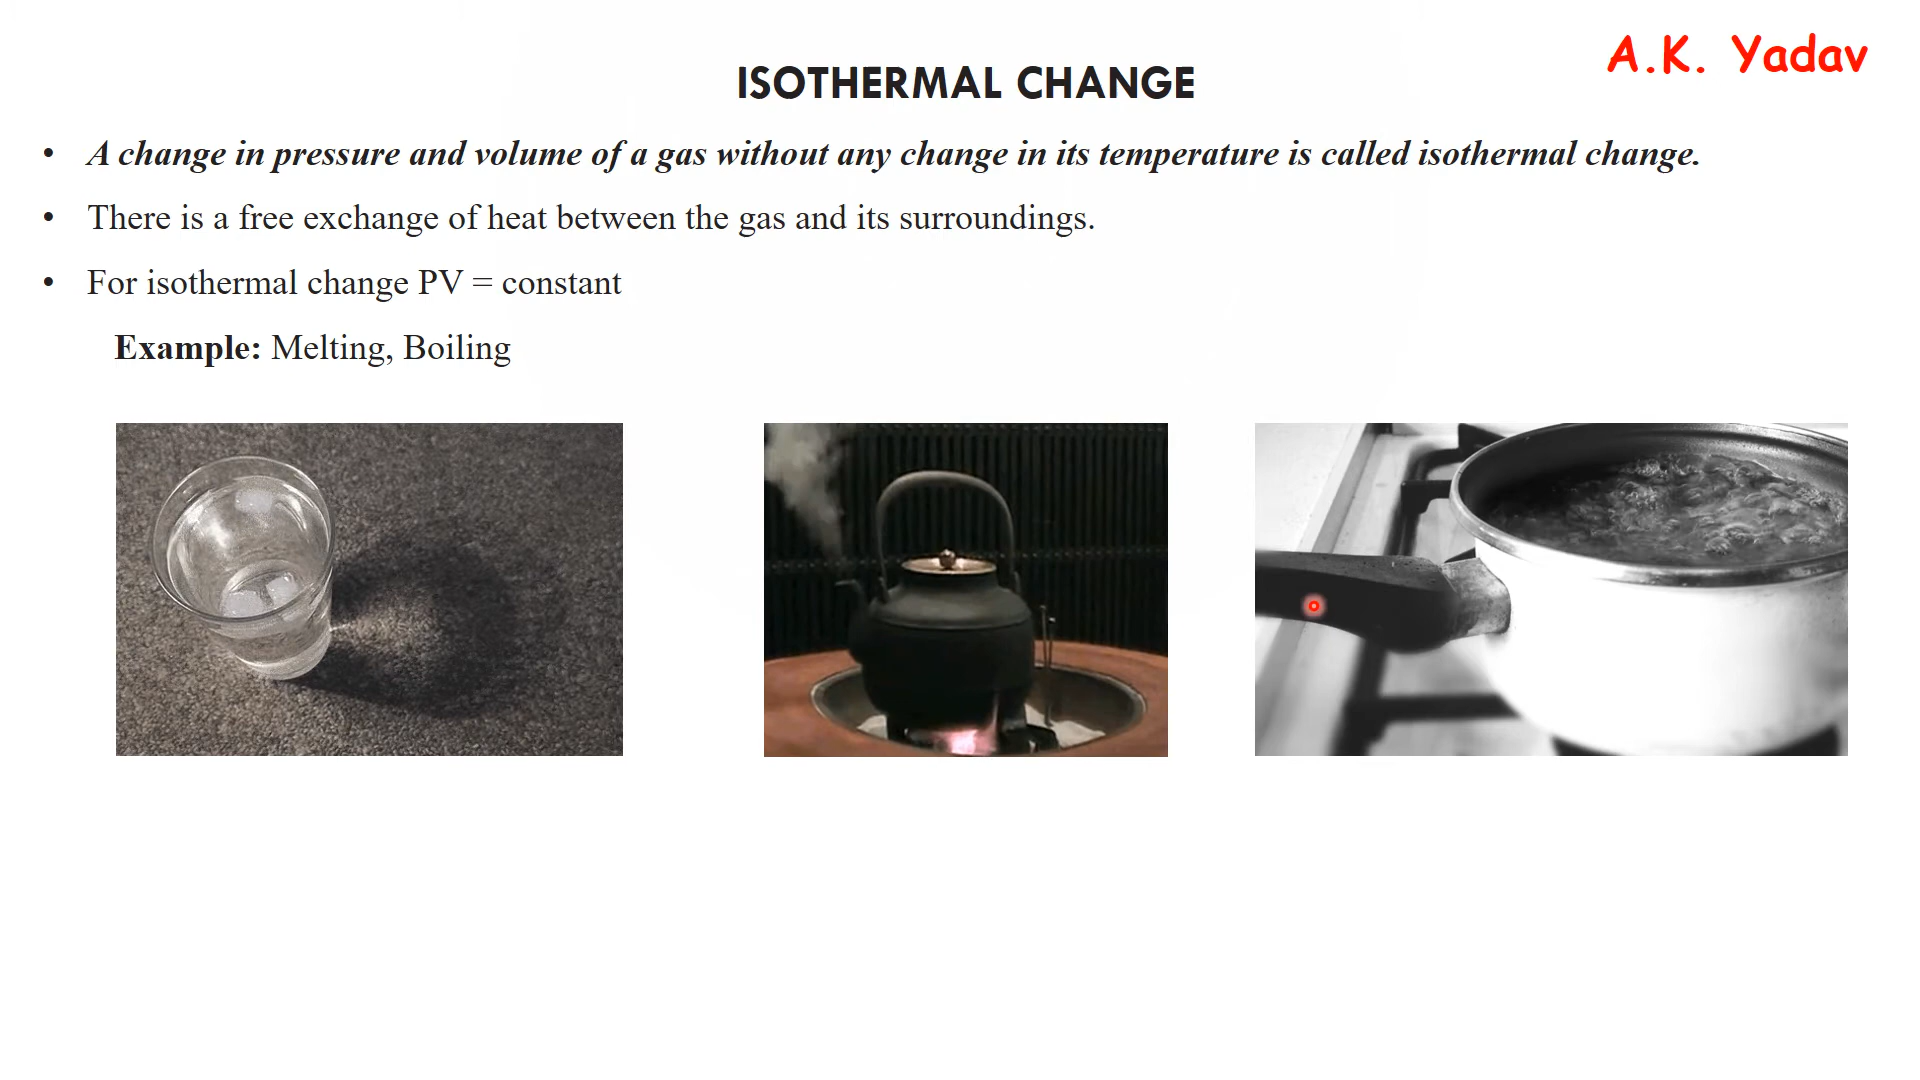 A.K. Yadav
ISOTHERMAL CHANGE
• A change in pressure and volume of a gas without any change in its temperature is called isothermal change.
• There is a free exchange of heat between the gas and its surroundings.
• For isothermal change PV = constant
Example: Melting, Boiling